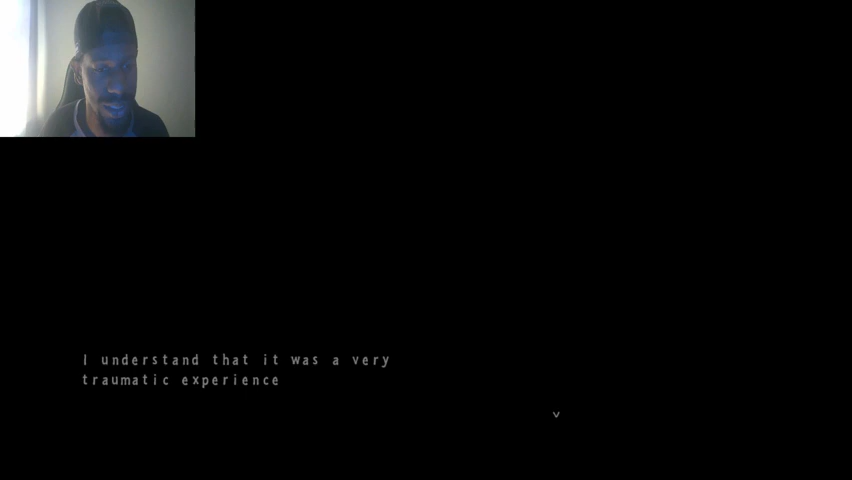 I understand that it was a very
traumatic experience